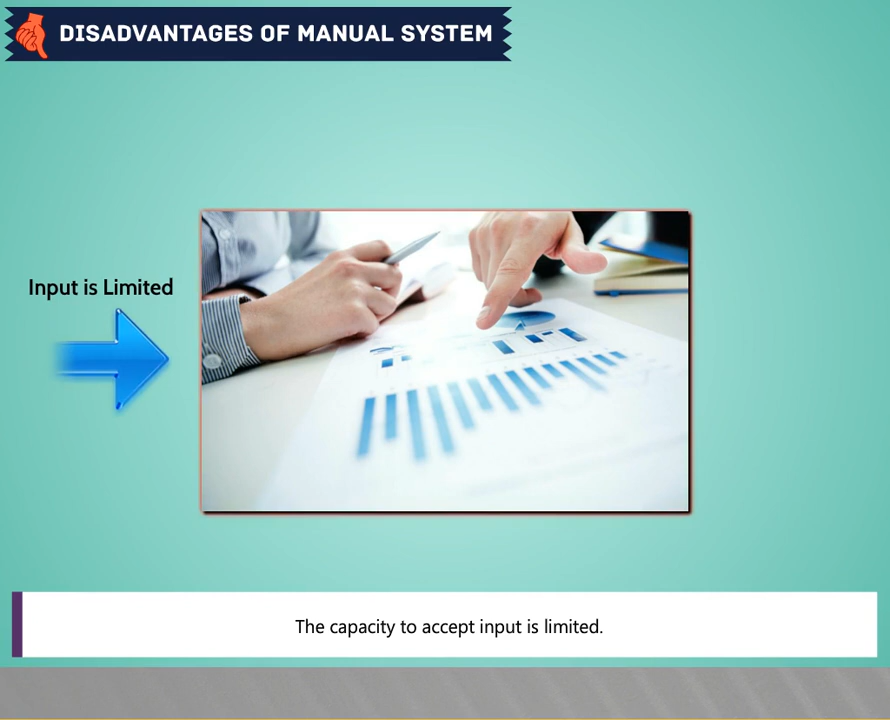 DISADVANTAGES OF MANUAL SYSTEM
Input is Limited
The capacity to accept input is limited.